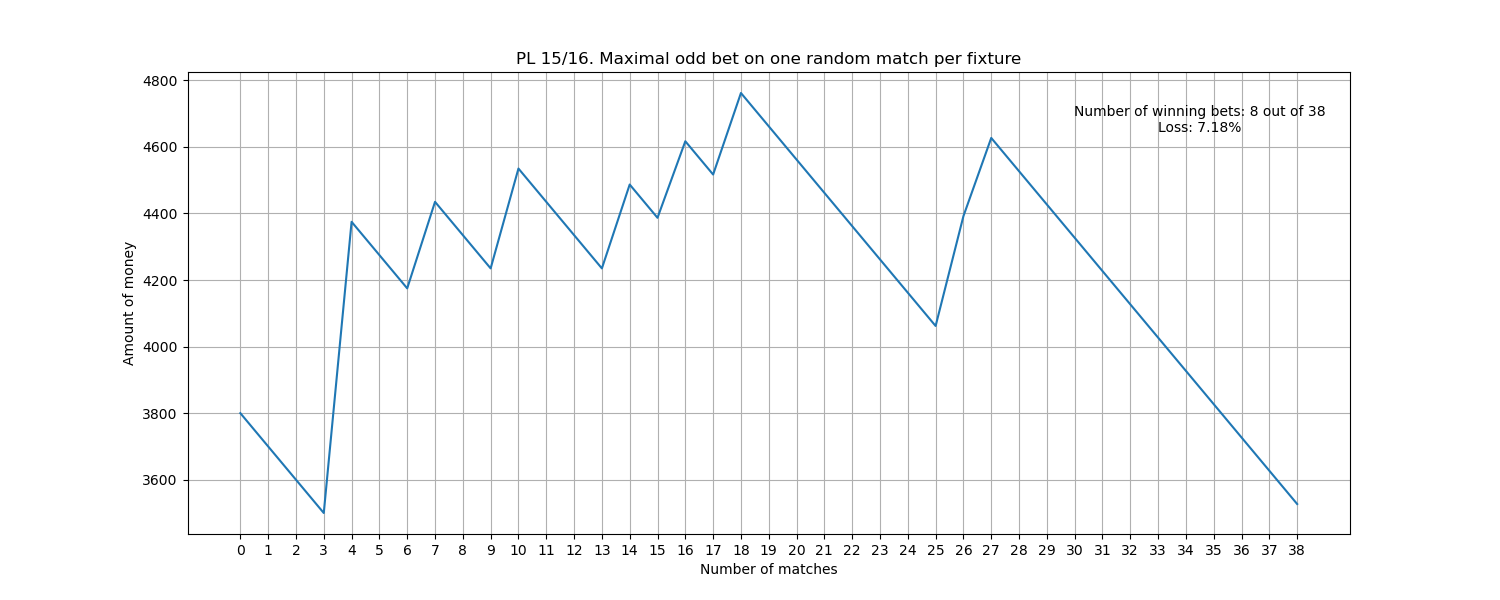 PL 15/16. Maximal odd bet on one random match per fixture
4800
4600
4400
4200
4000
3800
3600
Amount of money
Number of winning bets: 8 out of 38
Loss: 7.18%
0 1 2 3 4 5 6 7 8 9 10 11 12 13 14 15 16 17 18 19 20 21 22 23 24 25 26 27 28 29 30 31 32 33 34 35 36 37 38
Number of matches